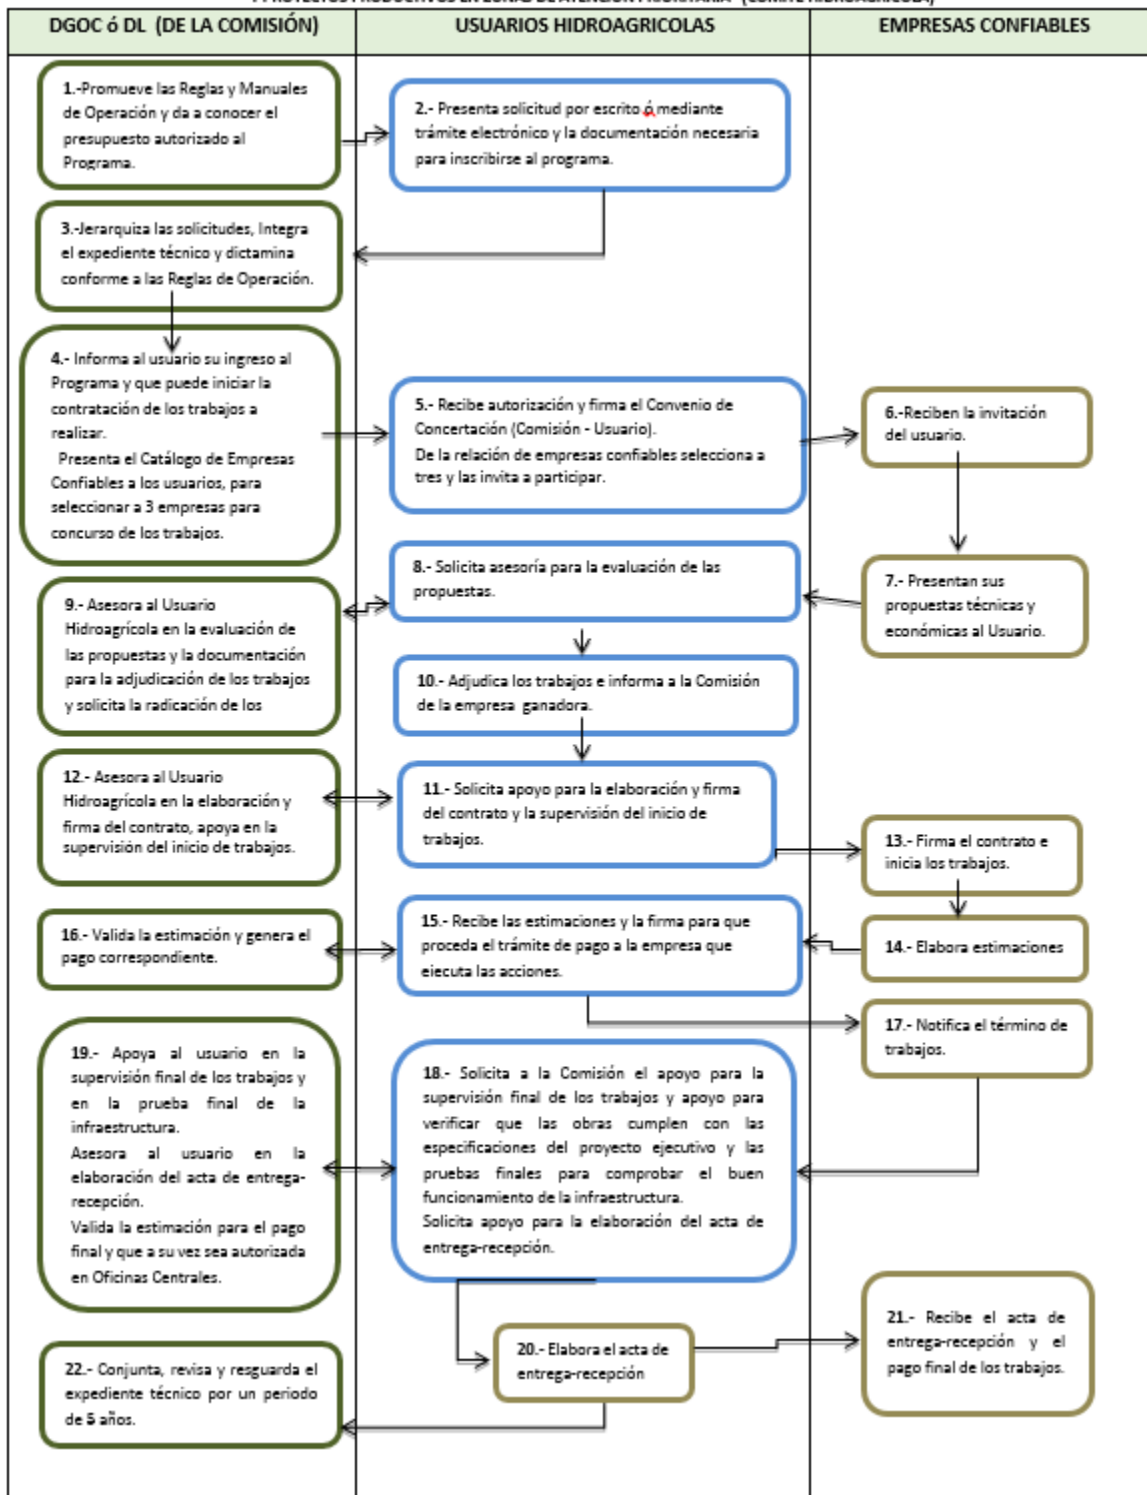 Y PROYECTOS PRODUCTIVOS EN ZONAS DE ATENCIÓN PRIORITARIA" (COMITÉ HIDROAGRÍCOLA)
DGOC ó DL (DE LA COMISIÓN)
USUARIOS HIDROAGRICOLAS
EMPRESAS CONFIABLES
1.-Promueve las Reglas y Manuales
de Operación y da a conocer el
presupuesto autorizado al
Programa.
2.- Presenta solicitud por escrito ó mediante
trámite electrónico y la documentación necesaria
para inscribirse al programa.
3.-Jerarquiza las solicitudes, Integra
el expediente técnico y dictamina
conforme a las Reglas de Operación.
4.- Informa al usuario su ingreso al
Programa y que puede iniciar la
contratación de los trabajos a
realizar.
Presenta el Catálogo de Empresas
Confiables a los usuarios, para
seleccionar a 3 empresas para
concurso de los trabajos.
5.- Recibe autorización y firma el Convenio de
Concertación (Comisión - Usuario).
De la relación de empresas confiables selecciona a
tres y las invita a participar.
6.-Reciben la invitación
del usuario.
7.- Presentan sus
propuestas técnicas y
económicas al Usuario.
8.- Solicita asesoría para la evaluación de las
propuestas.
9.- Asesora al Usuario
Hidroagrícola en la evaluación de
las propuestas y la documentación
para la adjudicación de los trabajos
y solicita la radicación de los
10.- Adjudica los trabajos e informa a la Comisión
de la empresa ganadora.
11.- Solicita apoyo para la elaboración y firma
del contrato y la supervisión del inicio de
trabajos.
12.- Asesora al Usuario
Hidroagrícola en la elaboración y
firma del contrato, apoya en la
supervisión del inicio de trabajos.
13.- Firma el contrato e
inicia los trabajos.
14.- Elabora estimaciones
15.- Recibe las estimaciones y la firma para que
proceda el trámite de pago a la empresa que
ejecuta las acciones.
16.- Valida la estimación y genera el
pago correspondiente.
17.- Notifica el término de
trabajos.
18.- Solicita a la Comisión el apoyo para la
supervisión final de los trabajos y apoyo para
verificar que las obras cumplen con las
especificaciones del proyecto ejecutivo y las
pruebas finales para comprobar el buen
funcionamiento de la infraestructura.
Solicita apoyo para la elaboración del acta de
entrega-recepción.
19.- Apoya al usuario en la
supervisión final de los trabajos y
en la prueba final de la
infraestructura.
Asesora al usuario en la
elaboración del acta de entrega-
recepción.
Valida la estimación para el pago
final y que a su vez sea autorizada
en Oficinas Centrales.
20.- Elabora el acta de
entrega-recepción
21.- Recibe el acta de
entrega-recepción y el
pago final de los trabajos.
22.- Conjunta, revisa y resguarda el
expediente técnico por un periodo
de 5 años.